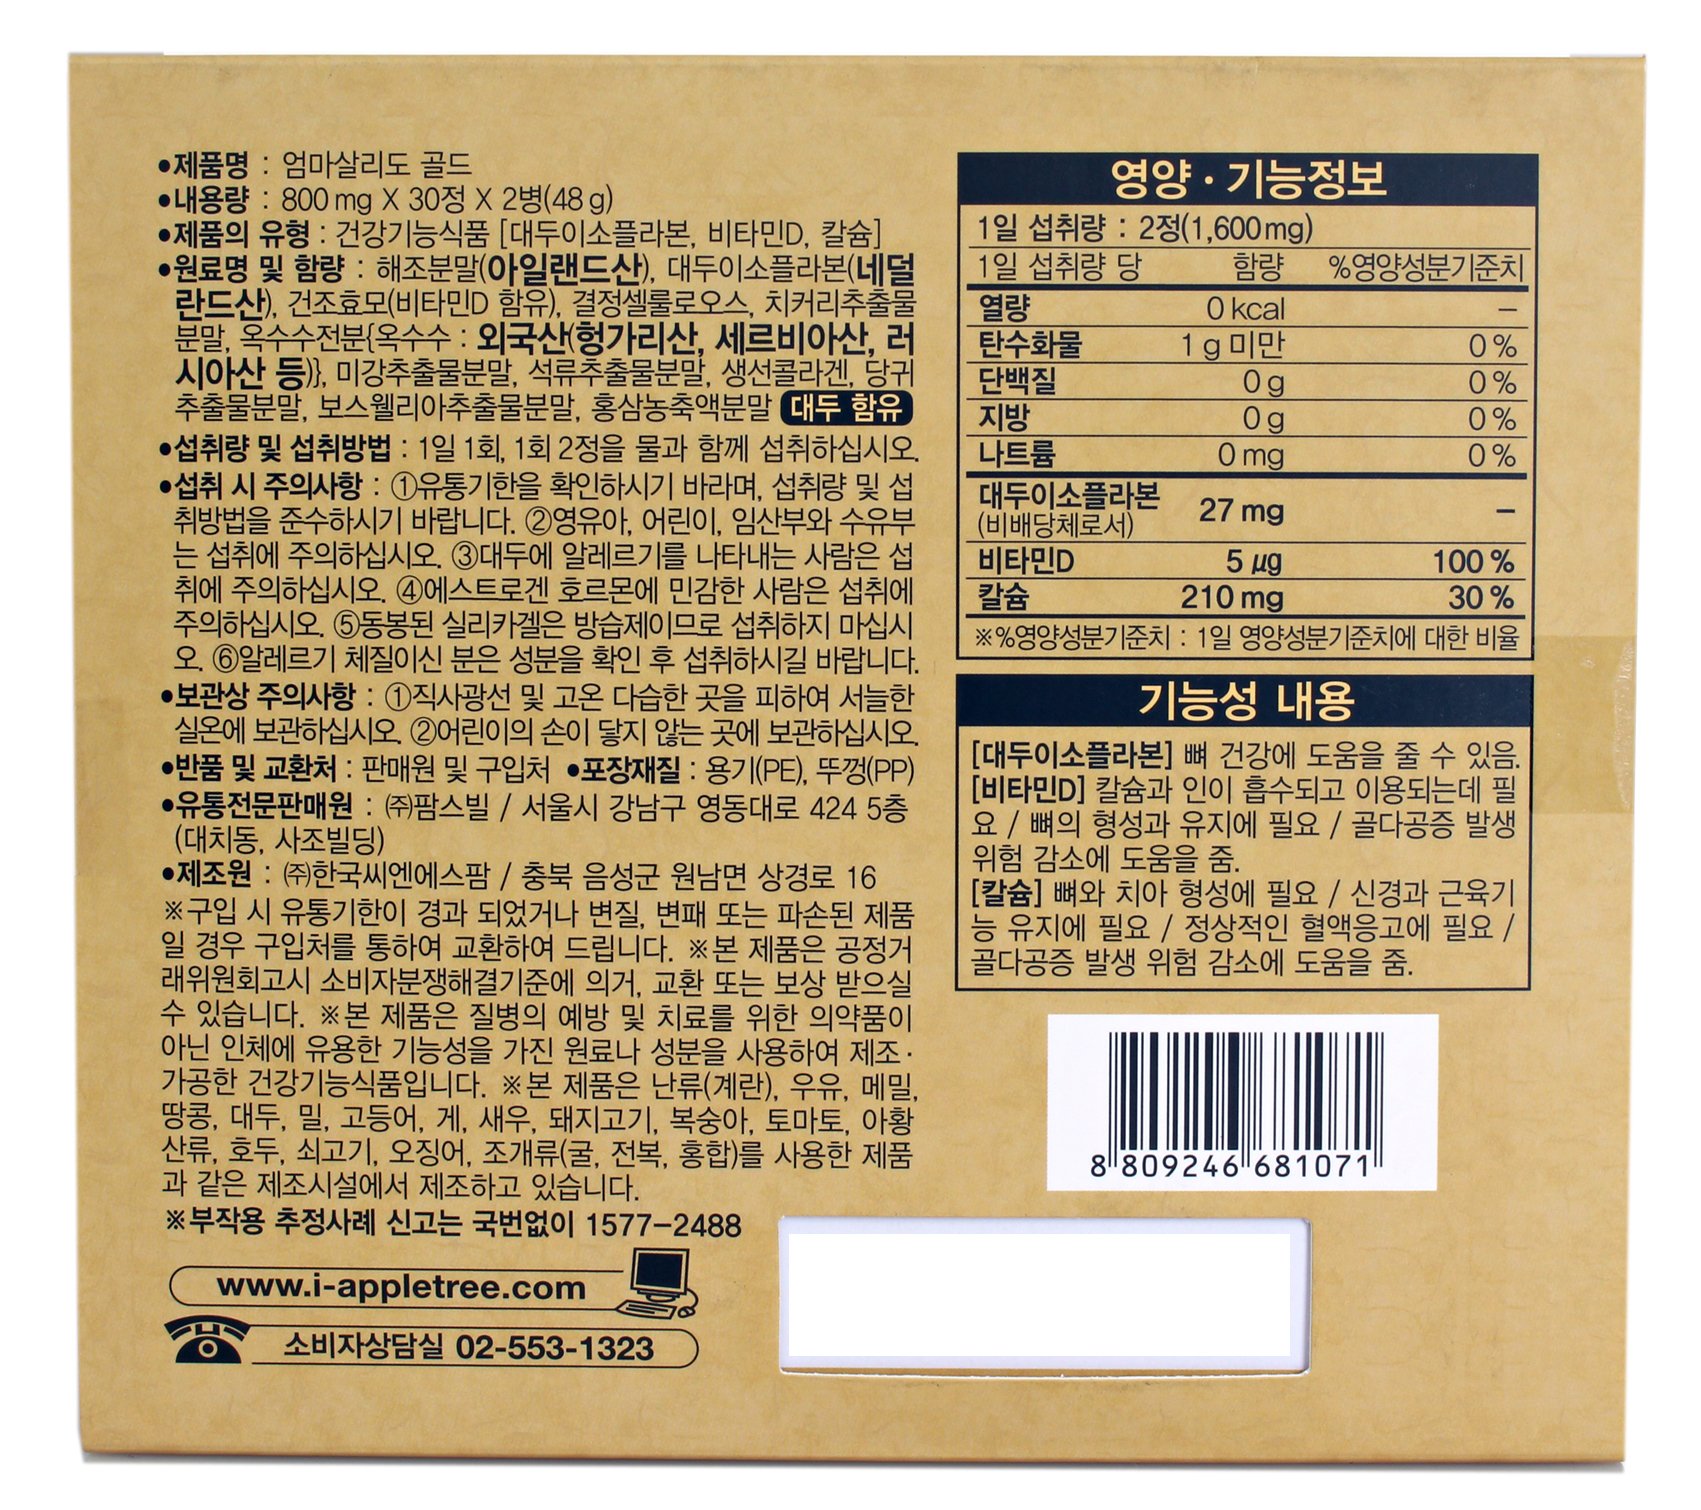 •제품명 : 엄마살리도 골드
•내용량 : 800 mg X 30정 X 2병(48 g)
•제품의 유형 : 건강기능식품 [대두이소플라본, 비타민D, 칼슘]
•원료명 및 함량 : 해조분말(아일랜드산), 대두이소플라본(네덜
란드산), 건조효모(비타민D 함유), 결정셀룰로오스, 치커리추출물
분말, 옥수수전분{옥수수 : 외국산(헝가리산, 세르비아산, 러
시아산 등)}, 미강추출물분말, 석류추출물분말, 생선콜라겐, 당귀
추출물분말, 보스웰리아추출물분말, 홍삼농축액분말 대두 함유
•섭취량 및 섭취방법 : 1일 1회, 1회 2정을 물과 함께 섭취하십시오.
•섭취 시 주의사항 : ①유통기한을 확인하시기 바라며, 섭취량 및 섭
취방법을 준수하시기 바랍니다. ②영유아, 어린이, 임산부와 수유부
는 섭취에 주의하십시오. ③대두에 알레르기를 나타내는 사람은 섭
취에 주의하십시오. ④에스트로겐 호르몬에 민감한 사람은 섭취에
주의하십시오. ⑤동봉된 실리카겔은 방습제이므로 섭취하지 마십시
오. ⑥알레르기 체질이신 분은 성분을 확인 후 섭취하시길 바랍니다.
•보관상 주의사항 : ①직사광선 및 고온 다습한 곳을 피하여 서늘한
실온에 보관하십시오. ②어린이의 손이 닿지 않는 곳에 보관하십시오.
•반품 및 교환처 : 판매원 및 구입처 •포장재질 : 용기(PE), 뚜껑(PP)
•유통전문판매원 : ㈜팜스빌 / 서울시 강남구 영동대로 424 5층
(대치동, 사조빌딩)
•제조원 : ㈜한국씨엔에스팜 / 충북 음성군 원남면 상경로 16
※구입 시 유통기한이 경과 되었거나 변질, 변패 또는 파손된 제품
일 경우 구입처를 통하여 교환하여 드립니다. ※본 제품은 공정거
래위원회고시 소비자분쟁해결기준에 의거, 교환 또는 보상 받으실
수 있습니다. ※본 제품은 질병의 예방 및 치료를 위한 의약품이
아닌 인체에 유용한 기능성을 가진 원료나 성분을 사용하여 제조·
가공한 건강기능식품입니다. ※본 제품은 난류(계란), 우유, 메밀,
땅콩, 대두, 밀, 고등어, 게, 새우, 돼지고기, 복숭아, 토마토, 아황
산류, 호두, 쇠고기, 오징어, 조개류(굴, 전복, 홍합)를 사용한 제품
과 같은 제조시설에서 제조하고 있습니다.
※부작용 추정사례 신고는 국번없이 1577-2488
www.i-appletree.com
소비자상담실 02-553-1323
영양·기능정보
1일 섭취량 : 2정(1,600mg)
1일 섭취량 당 함량 %영양성분기준치
열량 0 kcal –
탄수화물 1 g 미만 0 %
단백질 0 g 0 %
지방 0 g 0 %
나트륨 0 mg 0 %
대두이소플라본 27 mg –
(비배당체로서)
비타민D 5 µg 100 %
칼슘 210 mg 30 %
※%영양성분기준치 : 1일 영양성분기준치에 대한 비율
기능성 내용
[대두이소플라본] 뼈 건강에 도움을 줄 수 있음.
[비타민D] 칼슘과 인이 흡수되고 이용되는데 필
요 / 뼈의 형성과 유지에 필요 / 골다공증 발생
위험 감소에 도움을 줌.
[칼슘] 뼈와 치아 형성에 필요 / 신경과 근육기
능 유지에 필요 / 정상적인 혈액응고에 필요 /
골다공증 발생 위험 감소에 도움을 줌.
8 809246 681071